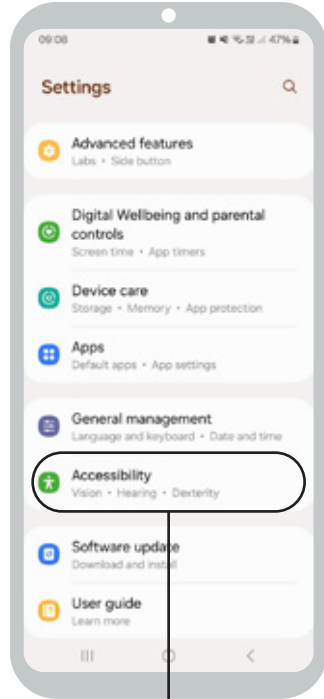 09:08 47%
Settings
Advanced features
Labs • Side button
Digital Wellbeing and parental
controls
Screen time • App timers
Device care
Storage • Memory • App protection
Apps
Default apps • App settings
General management
Language and keyboard • Date and time
Accessibility
Vision • Hearing • Dexterity
Software update
Download and install
User guide
Learn more